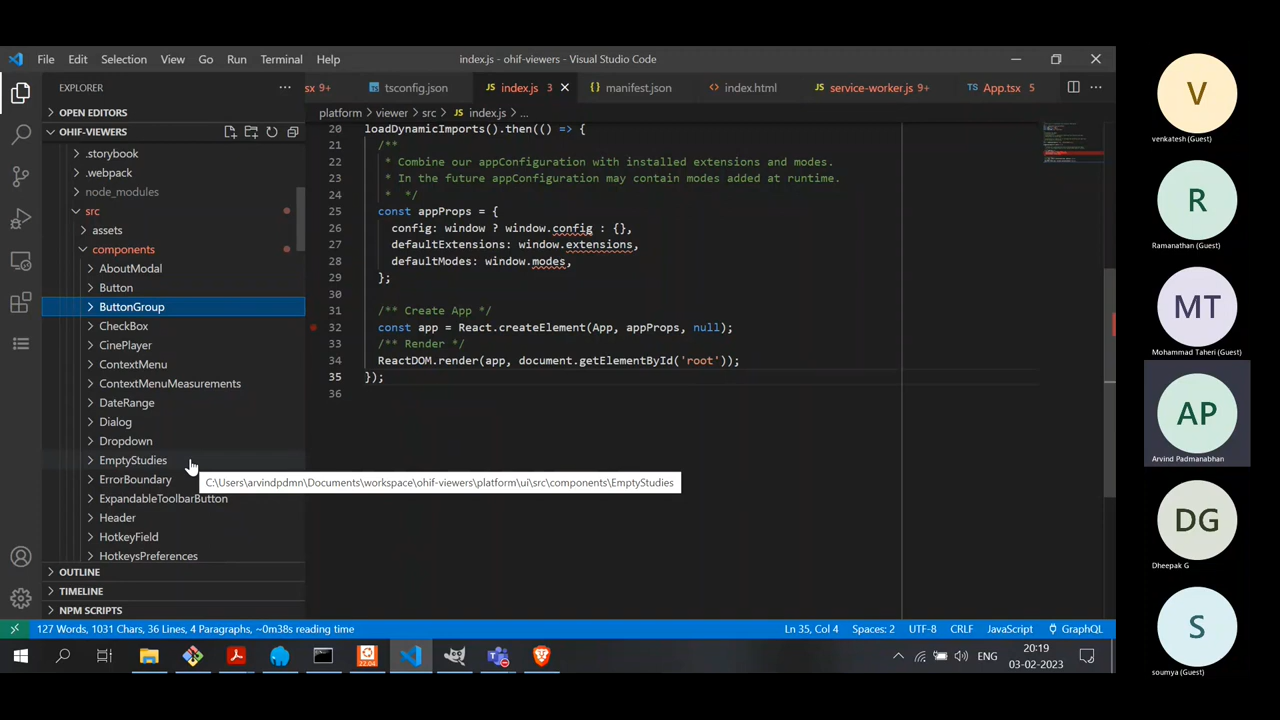 File Edit Selection View Go Run Terminal Help
index.js - ohif-viewers - Visual Studio Code
EXPLORER
OPEN EDITORS
OHIF-VIEWERS
.storybook
.webpack
node_modules
src
assets
components
AboutModal
Button
ButtonGroup
CheckBox
CinePlayer
ContextMenu
ContextMenuMeasurements
DateRange
Dialog
Dropdown
EmptyStudies
ErrorBoundary
ExpandableToolbarButton
Header
HotkeyField
HotkeysPreferences
OUTLINE
TIMELINE
NPM SCRIPTS
sx 9+ tsconfig.json JS index.js 3 manifest.json index.html JS service-worker.js 9+ App.tsx 5
platform > viewer > src > JS index.js > ...
20 loadDynamicImports().then(() => {
21 /**
22 * Combine our appConfiguration with installed extensions and modes.
23 * In the future appConfiguration may contain modes added at runtime.
24 * */
25 const appProps = {
26 config: window ? window.config : {},
27 defaultExtensions: window.extensions,
28 defaultModes: window.modes,
29 };
30
31 /** Create App */
32 const app = React.createElement(App, appProps, null);
33 /** Render */
34 ReactDOM.render(app, document.getElementById('root'));
35 });
36
C:\Users\arvindpdmn\Documents\workspace\ohif-viewers\platform\ui\src\components\EmptyStudies
127 Words, 1031 Chars, 36 Lines, 4 Paragraphs, ~0m38s reading time
Ln 35, Col 4 Spaces: 2 UTF-8 CRLF JavaScript GraphQL
22.04
ENG
20:19
03-02-2023
V
venkatesh (Guest)
R
Ramanathan (Guest)
MT
Mohammad Taheri (Guest)
AP
Arvind Padmanabhan
DG
Dheepak G
S
soumya (Guest)